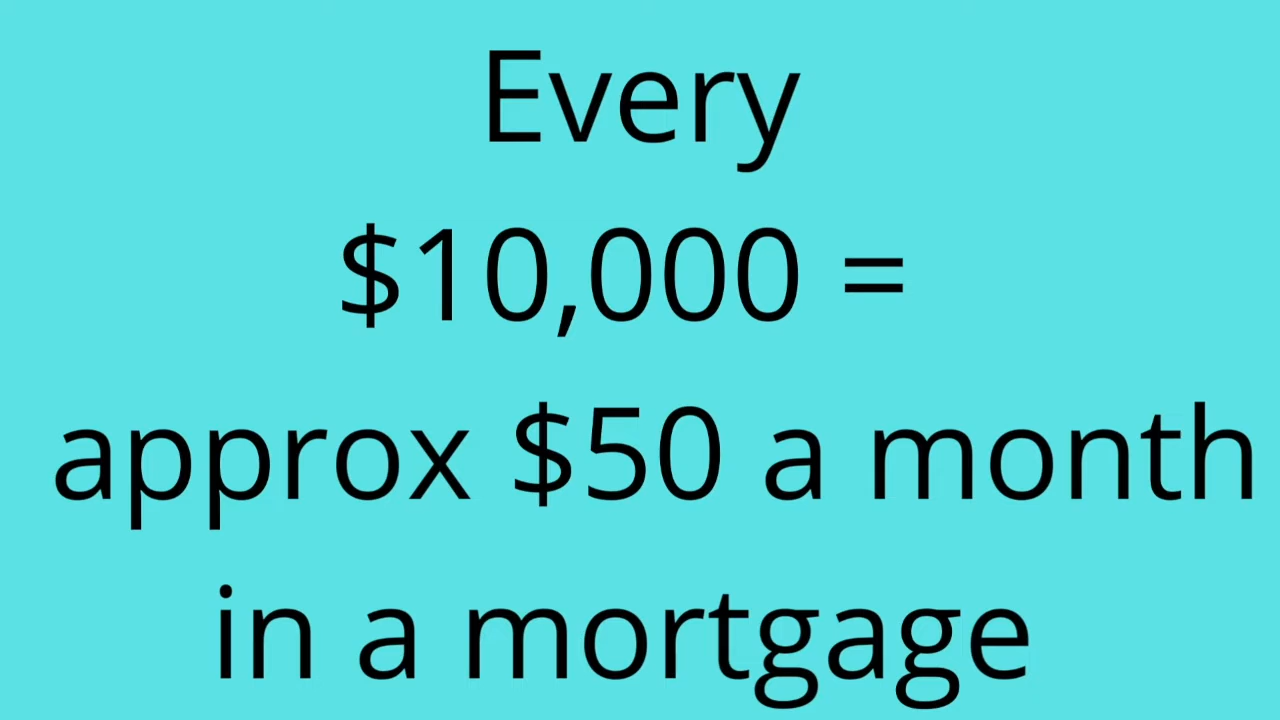 Every
$10,000 =
approx $50 a month
in a mortgage